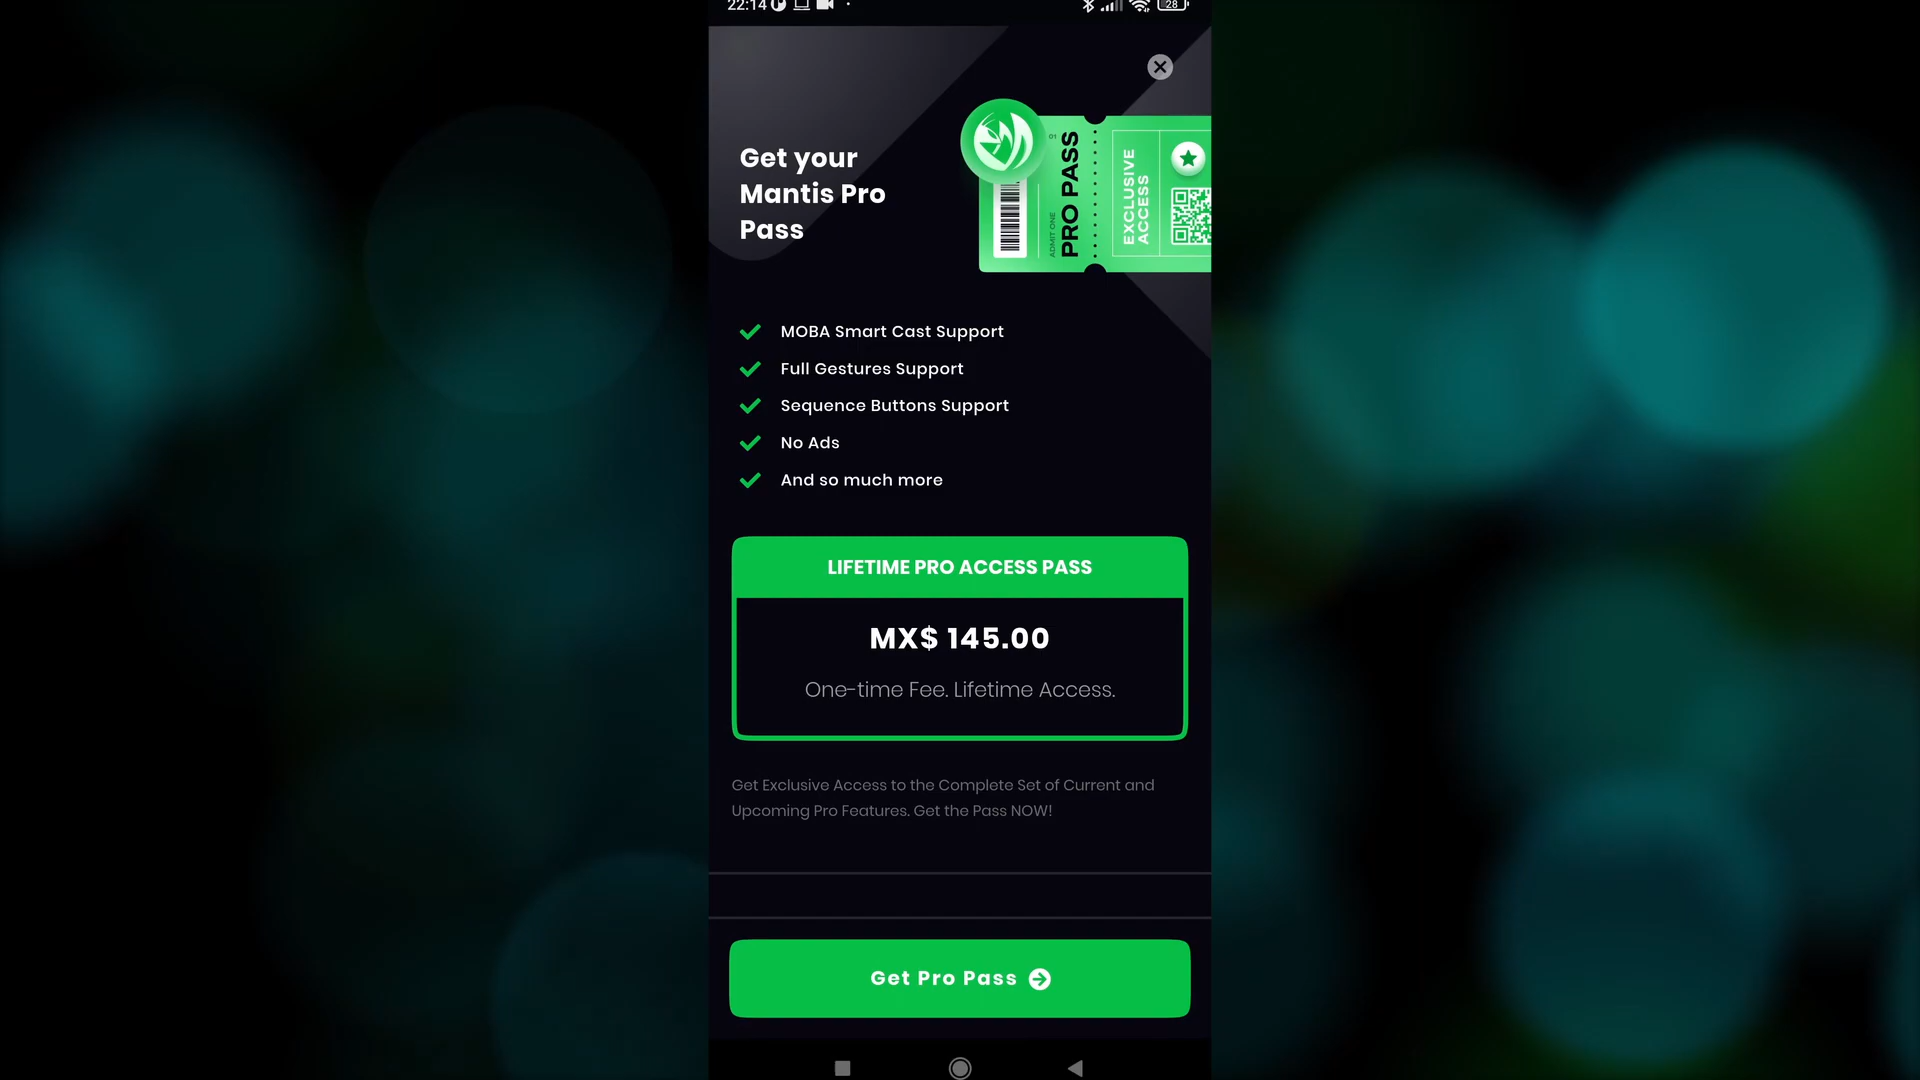 22:14
28
Get your
Mantis Pro
Pass
01
ADMIT ONE
PRO PASS
EXCLUSIVE
ACCESS
MOBA Smart Cast Support
Full Gestures Support
Sequence Buttons Support
No Ads
And so much more
LIFETIME PRO ACCESS PASS
MX$ 145.00
One-time Fee. Lifetime Access.
Get Exclusive Access to the Complete Set of Current and
Upcoming Pro Features. Get the Pass NOW!
Get Pro Pass